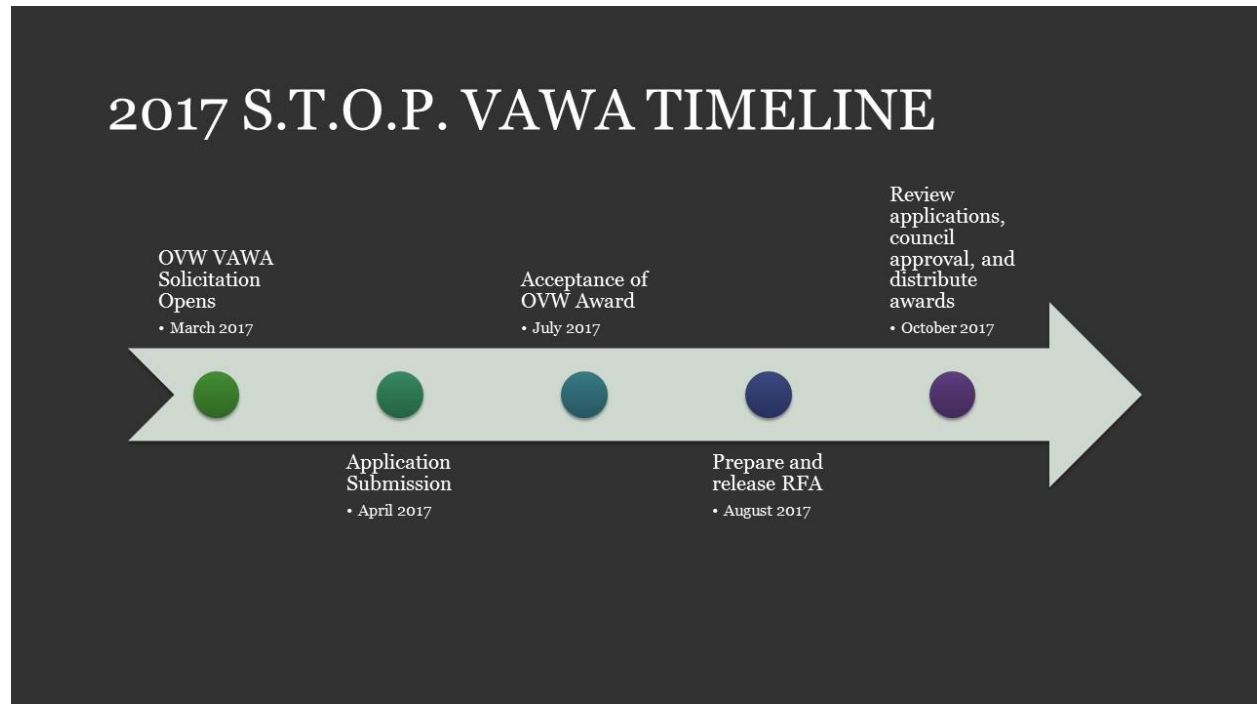 2017 S.T.O.P. VAWA TIMELINE
OVW VAWA
Solicitation
Opens
• March 2017
Application
Submission
• April 2017
Acceptance of
OVW Award
• July 2017
Prepare and
release RFA
• August 2017
Review
applications,
council
approval, and
distribute
awards
• October 2017